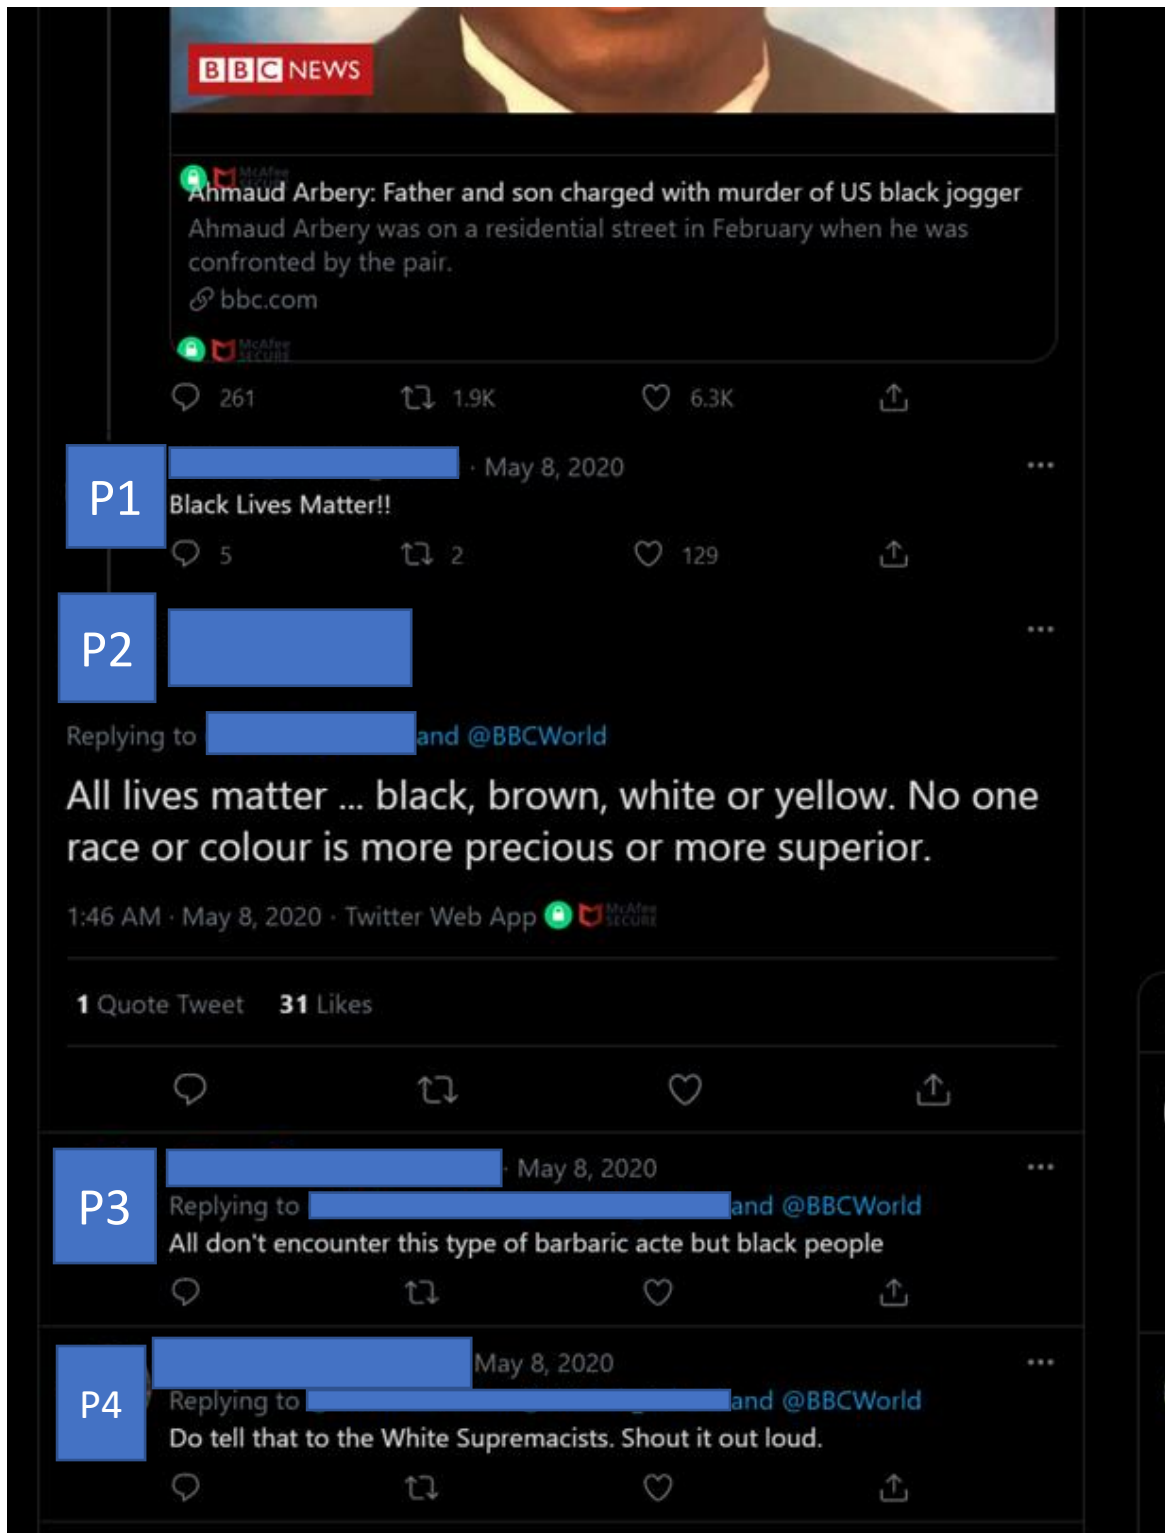 BBC NEWS
McAfee SECURE
Ahmaud Arbery: Father and son charged with murder of US black jogger
Ahmaud Arbery was on a residential street in February when he was
confronted by the pair.
bbc.com
McAfee SECURE
261 1.9K 6.3K
P1
· May 8, 2020
Black Lives Matter!!
5 2 129
P2
Replying to and @BBCWorld
All lives matter ... black, brown, white or yellow. No one
race or colour is more precious or more superior.
1:46 AM · May 8, 2020 · Twitter Web App McAfee SECURE
1 Quote Tweet 31 Likes
P3
· May 8, 2020
Replying to and @BBCWorld
All don't encounter this type of barbaric acte but black people
P4
May 8, 2020
Replying to and @BBCWorld
Do tell that to the White Supremacists. Shout it out loud.